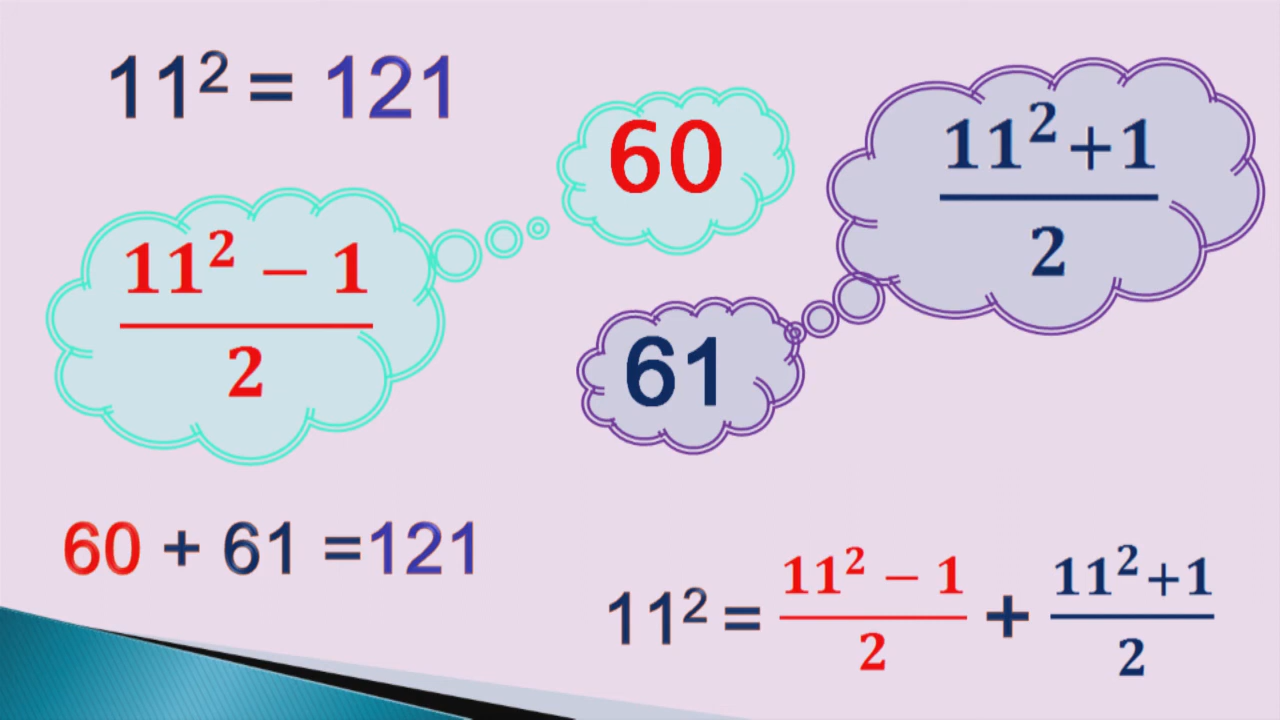 11² = 121
60
(11² − 1)/2
(11²+1)/2
61
60 + 61 =121
11² = (11² − 1)/2 + (11²+1)/2